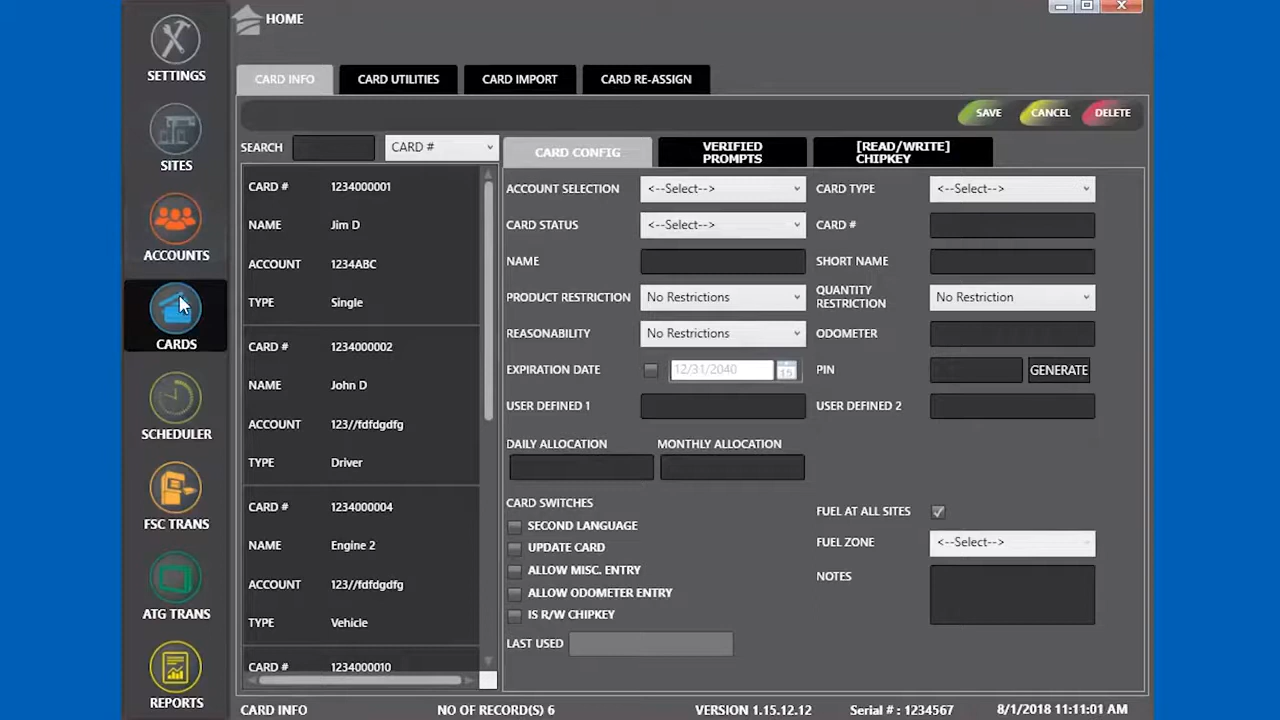 HOME
SETTINGS
SITES
ACCOUNTS
CARDS
SCHEDULER
FSC TRANS
ATG TRANS
REPORTS
CARD INFO CARD UTILITIES CARD IMPORT CARD RE-ASSIGN
SAVE CANCEL DELETE
SEARCH CARD #
CARD # 1234000001
NAME Jim D
ACCOUNT 1234ABC
TYPE Single
CARD # 1234000002
NAME John D
ACCOUNT 123//fdfdgdfg
TYPE Driver
CARD # 1234000004
NAME Engine 2
ACCOUNT 123//fdfdgdfg
TYPE Vehicle
CARD # 1234000010
CARD CONFIG VERIFIED PROMPTS [READ/WRITE] CHIPKEY
ACCOUNT SELECTION <--Select--> CARD TYPE <--Select-->
CARD STATUS <--Select--> CARD #
NAME SHORT NAME
PRODUCT RESTRICTION No Restrictions QUANTITY RESTRICTION No Restriction
REASONABILITY No Restrictions ODOMETER
EXPIRATION DATE 12/31/2040 15 PIN GENERATE
USER DEFINED 1 USER DEFINED 2
DAILY ALLOCATION MONTHLY ALLOCATION
CARD SWITCHES
SECOND LANGUAGE
UPDATE CARD
ALLOW MISC. ENTRY
ALLOW ODOMETER ENTRY
IS R/W CHIPKEY
LAST USED
FUEL AT ALL SITES
FUEL ZONE <--Select-->
NOTES
CARD INFO NO OF RECORD(S) 6 VERSION 1.15.12.12 Serial # : 1234567 8/1/2018 11:11:01 AM